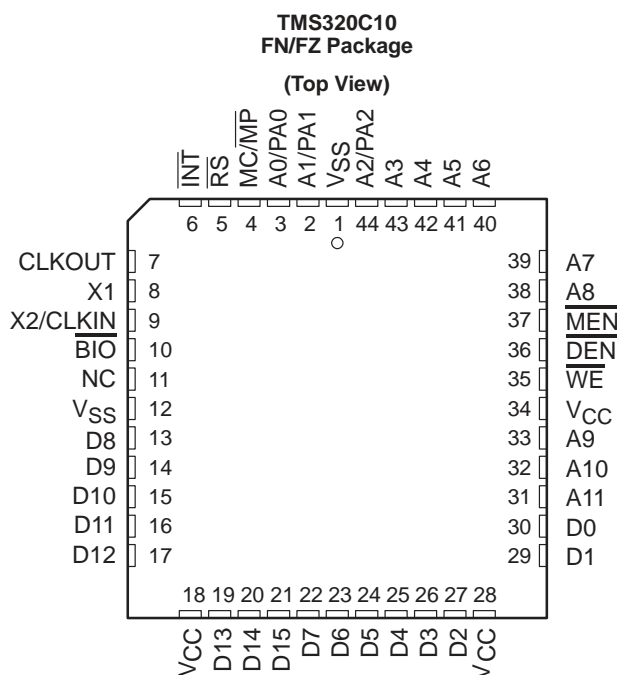 TMS320C10
FN/FZ Package
(Top View)
INT
RS
MC/MP
A0/PA0
A1/PA1
VSS
A2/PA2
A3
A4
A5
A6
6 5 4 3 2 1 44 43 42 41 40
CLKOUT 7
X1 8
X2/CLKIN 9
BIO 10
NC 11
VSS 12
D8 13
D9 14
D10 15
D11 16
D12 17
39 A7
38 A8
37 MEN
36 DEN
35 WE
34 VCC
33 A9
32 A10
31 A11
30 D0
29 D1
18 19 20 21 22 23 24 25 26 27 28
VCC
D13
D14
D15
D7
D6
D5
D4
D3
D2
VCC